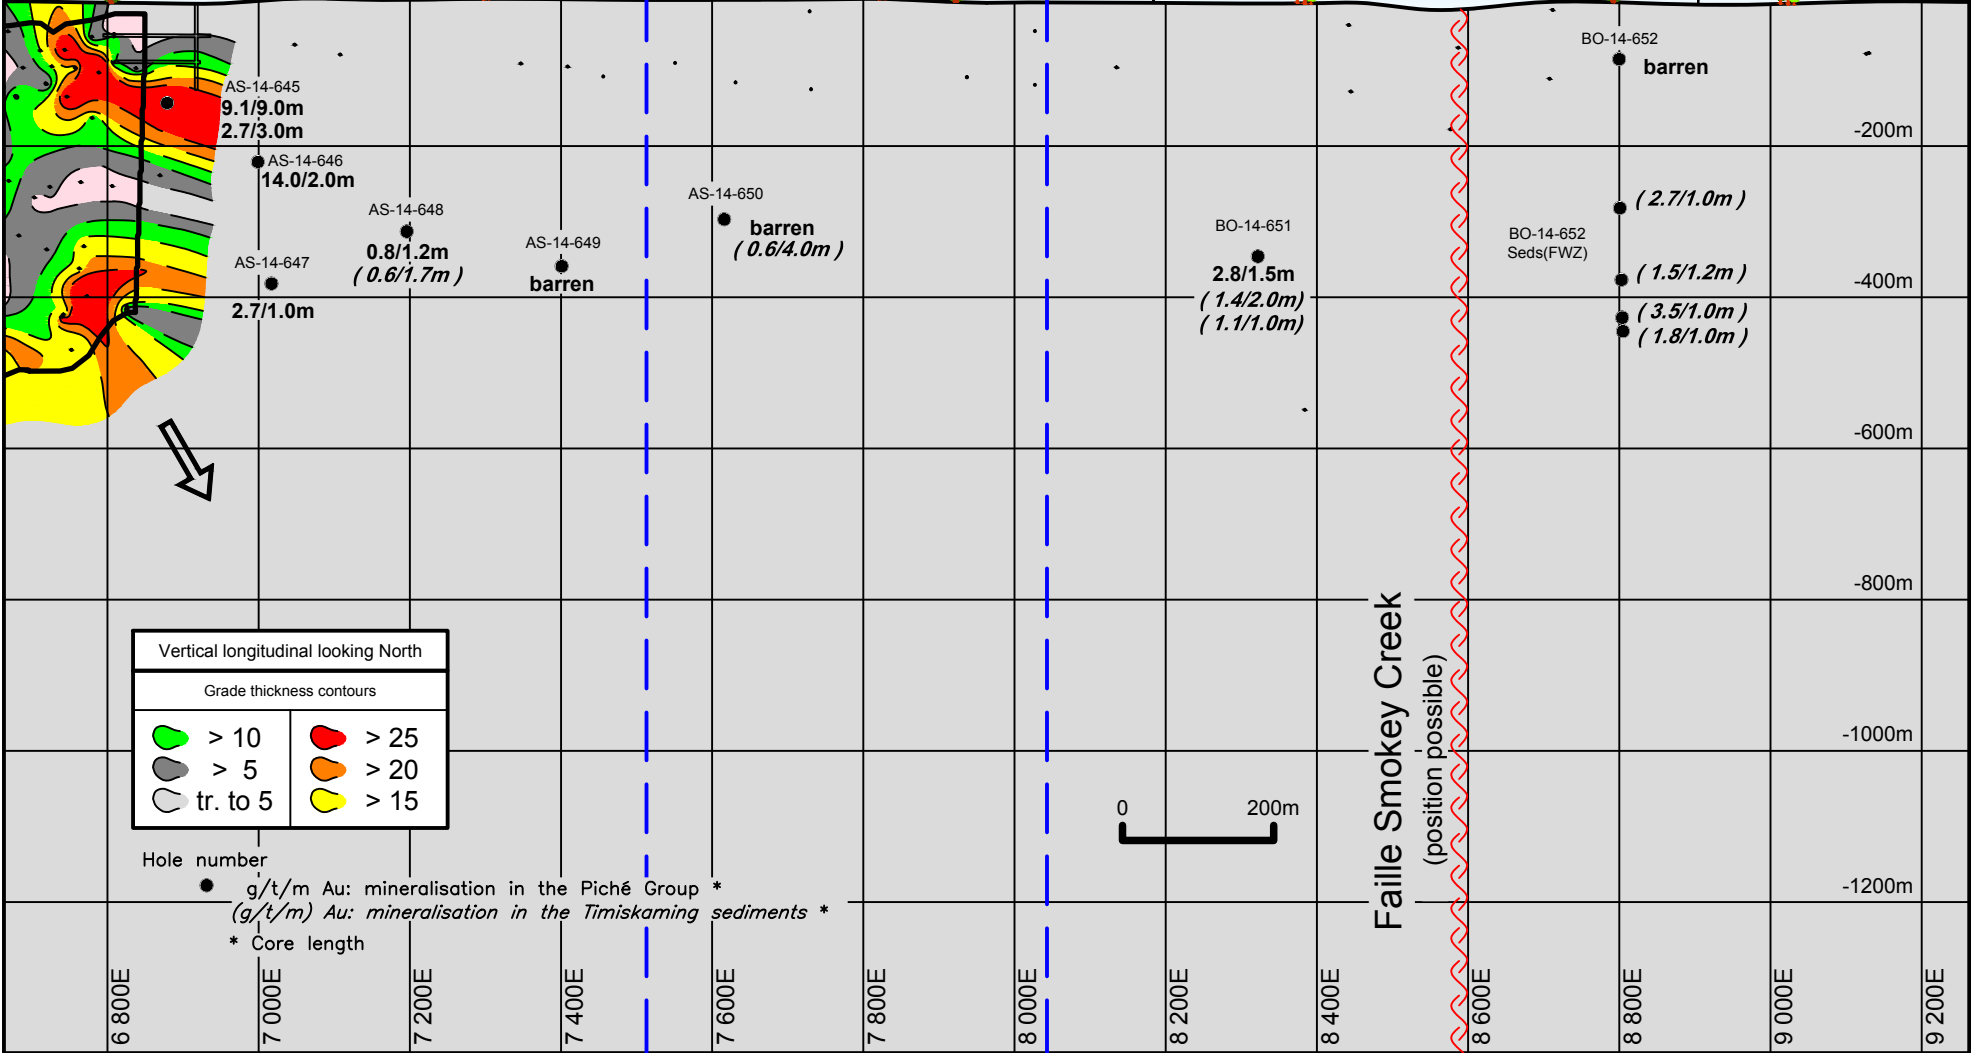 BO-14-652
barren
AS-14-645
9.1/9.0m
2.7/3.0m
-200m
AS-14-646
14.0/2.0m
AS-14-648
0.8/1.2m
( 0.6/1.7m )
AS-14-650
barren
( 0.6/4.0m )
AS-14-649
barren
AS-14-647
2.7/1.0m
BO-14-651
2.8/1.5m
( 1.4/2.0m)
( 1.1/1.0m)
BO-14-652
Seds(FWZ)
( 2.7/1.0m )
( 1.5/1.2m )
-400m
( 3.5/1.0m )
( 1.8/1.0m )
-600m
-800m
-1000m
-1200m
Vertical longitudinal looking North
Grade thickness contours
> 10
> 5
tr. to 5
> 25
> 20
> 15
0 200m
Faille Smokey Creek
(position possible)
Hole number
g/t/m Au: mineralisation in the Piché Group *
(g/t/m) Au: mineralisation in the Timiskaming sediments *
* Core length
6 800E
7 000E
7 200E
7 400E
7 600E
7 800E
8 000E
8 200E
8 400E
8 600E
8 800E
9 000E
9 200E